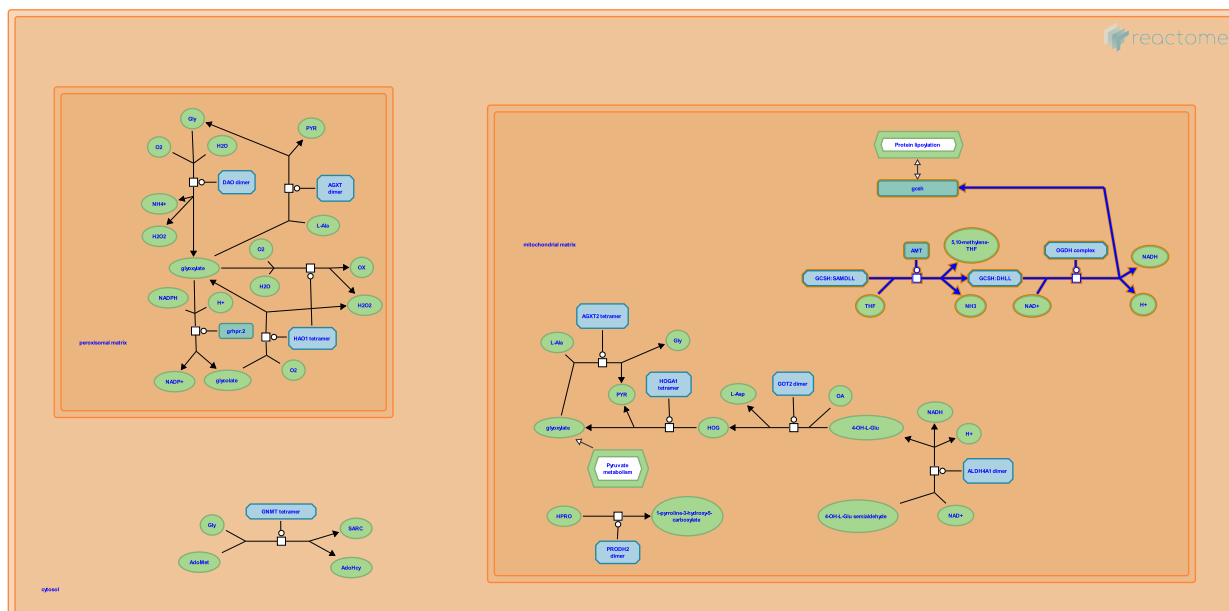 reactome
Gly
PYR
O2
H2O
DAO dimer
AGXT
dimer
NH4+
L-Ala
H2O2
O2
glyoxylate
OX
H2O
NADPH
H+
H2O2
grhpr.2
HAO1 tetramer
peroxisomal matrix
NADP+
glycolate
O2
Protein lipoylation
gcsh
mitochondrial matrix
AMT
5,10-methylene-
THF
OGDH complex
NADH
GCSH:SAMDLL
GCSH:DHLL
THF
NH3
NAD+
H+
AGXT2 tetramer
L-Ala
Gly
HOGA1
tetramer
GOT2 dimer
PYR
L-Asp
OA
NADH
glyoxylate
HOG
4-OH-L-Glu
H+
Pyruvate
metabolism
ALDH4A1 dimer
HPRO
1-pyrroline-3-hydroxy-5-
carboxylate
4-OH-L-Glu semialdehyde
NAD+
PRODH2
dimer
GNMT tetramer
Gly
SARC
AdoMet
AdoHcy
cytosol